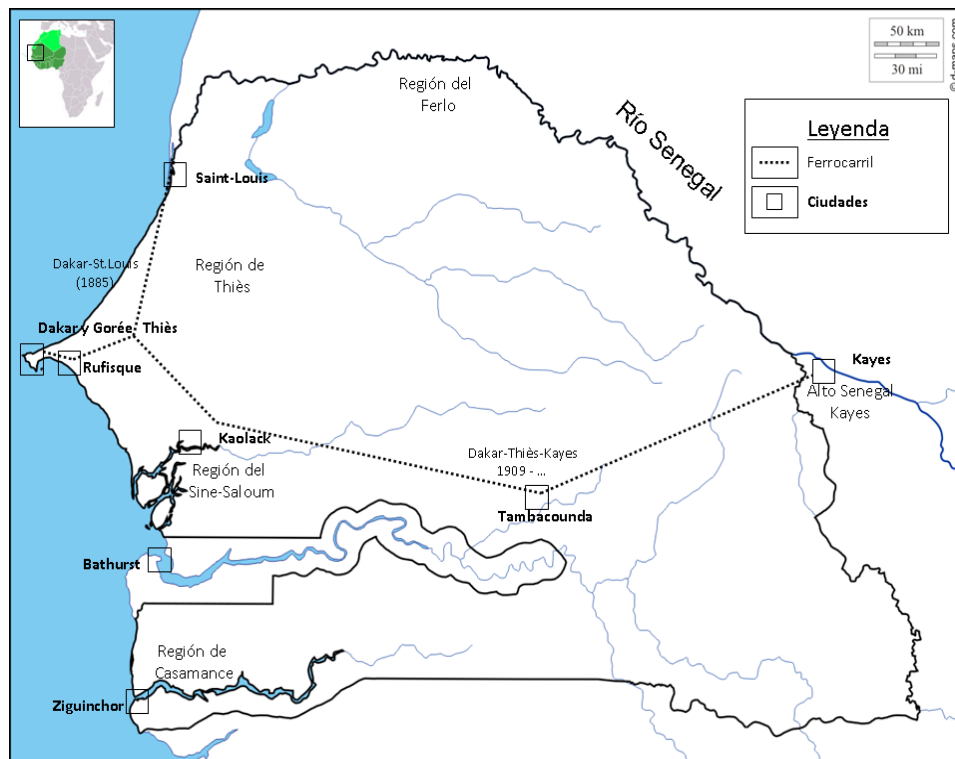 50 km
30 mi
© d-maps.com
Región del
Ferlo
Río Senegal
Leyenda
Ferrocarril
Ciudades
Saint-Louis
Dakar-St.Louis
(1885)
Región de
Thiès
Dakar y Gorée
Thiès
Rufisque
Kayes
Alto Senegal
Kayes
Kaolack
Región del
Sine-Saloum
Dakar-Thiès-Kayes
1909 - ...
Tambacounda
Bathurst
Región de
Casamance
Ziguinchor